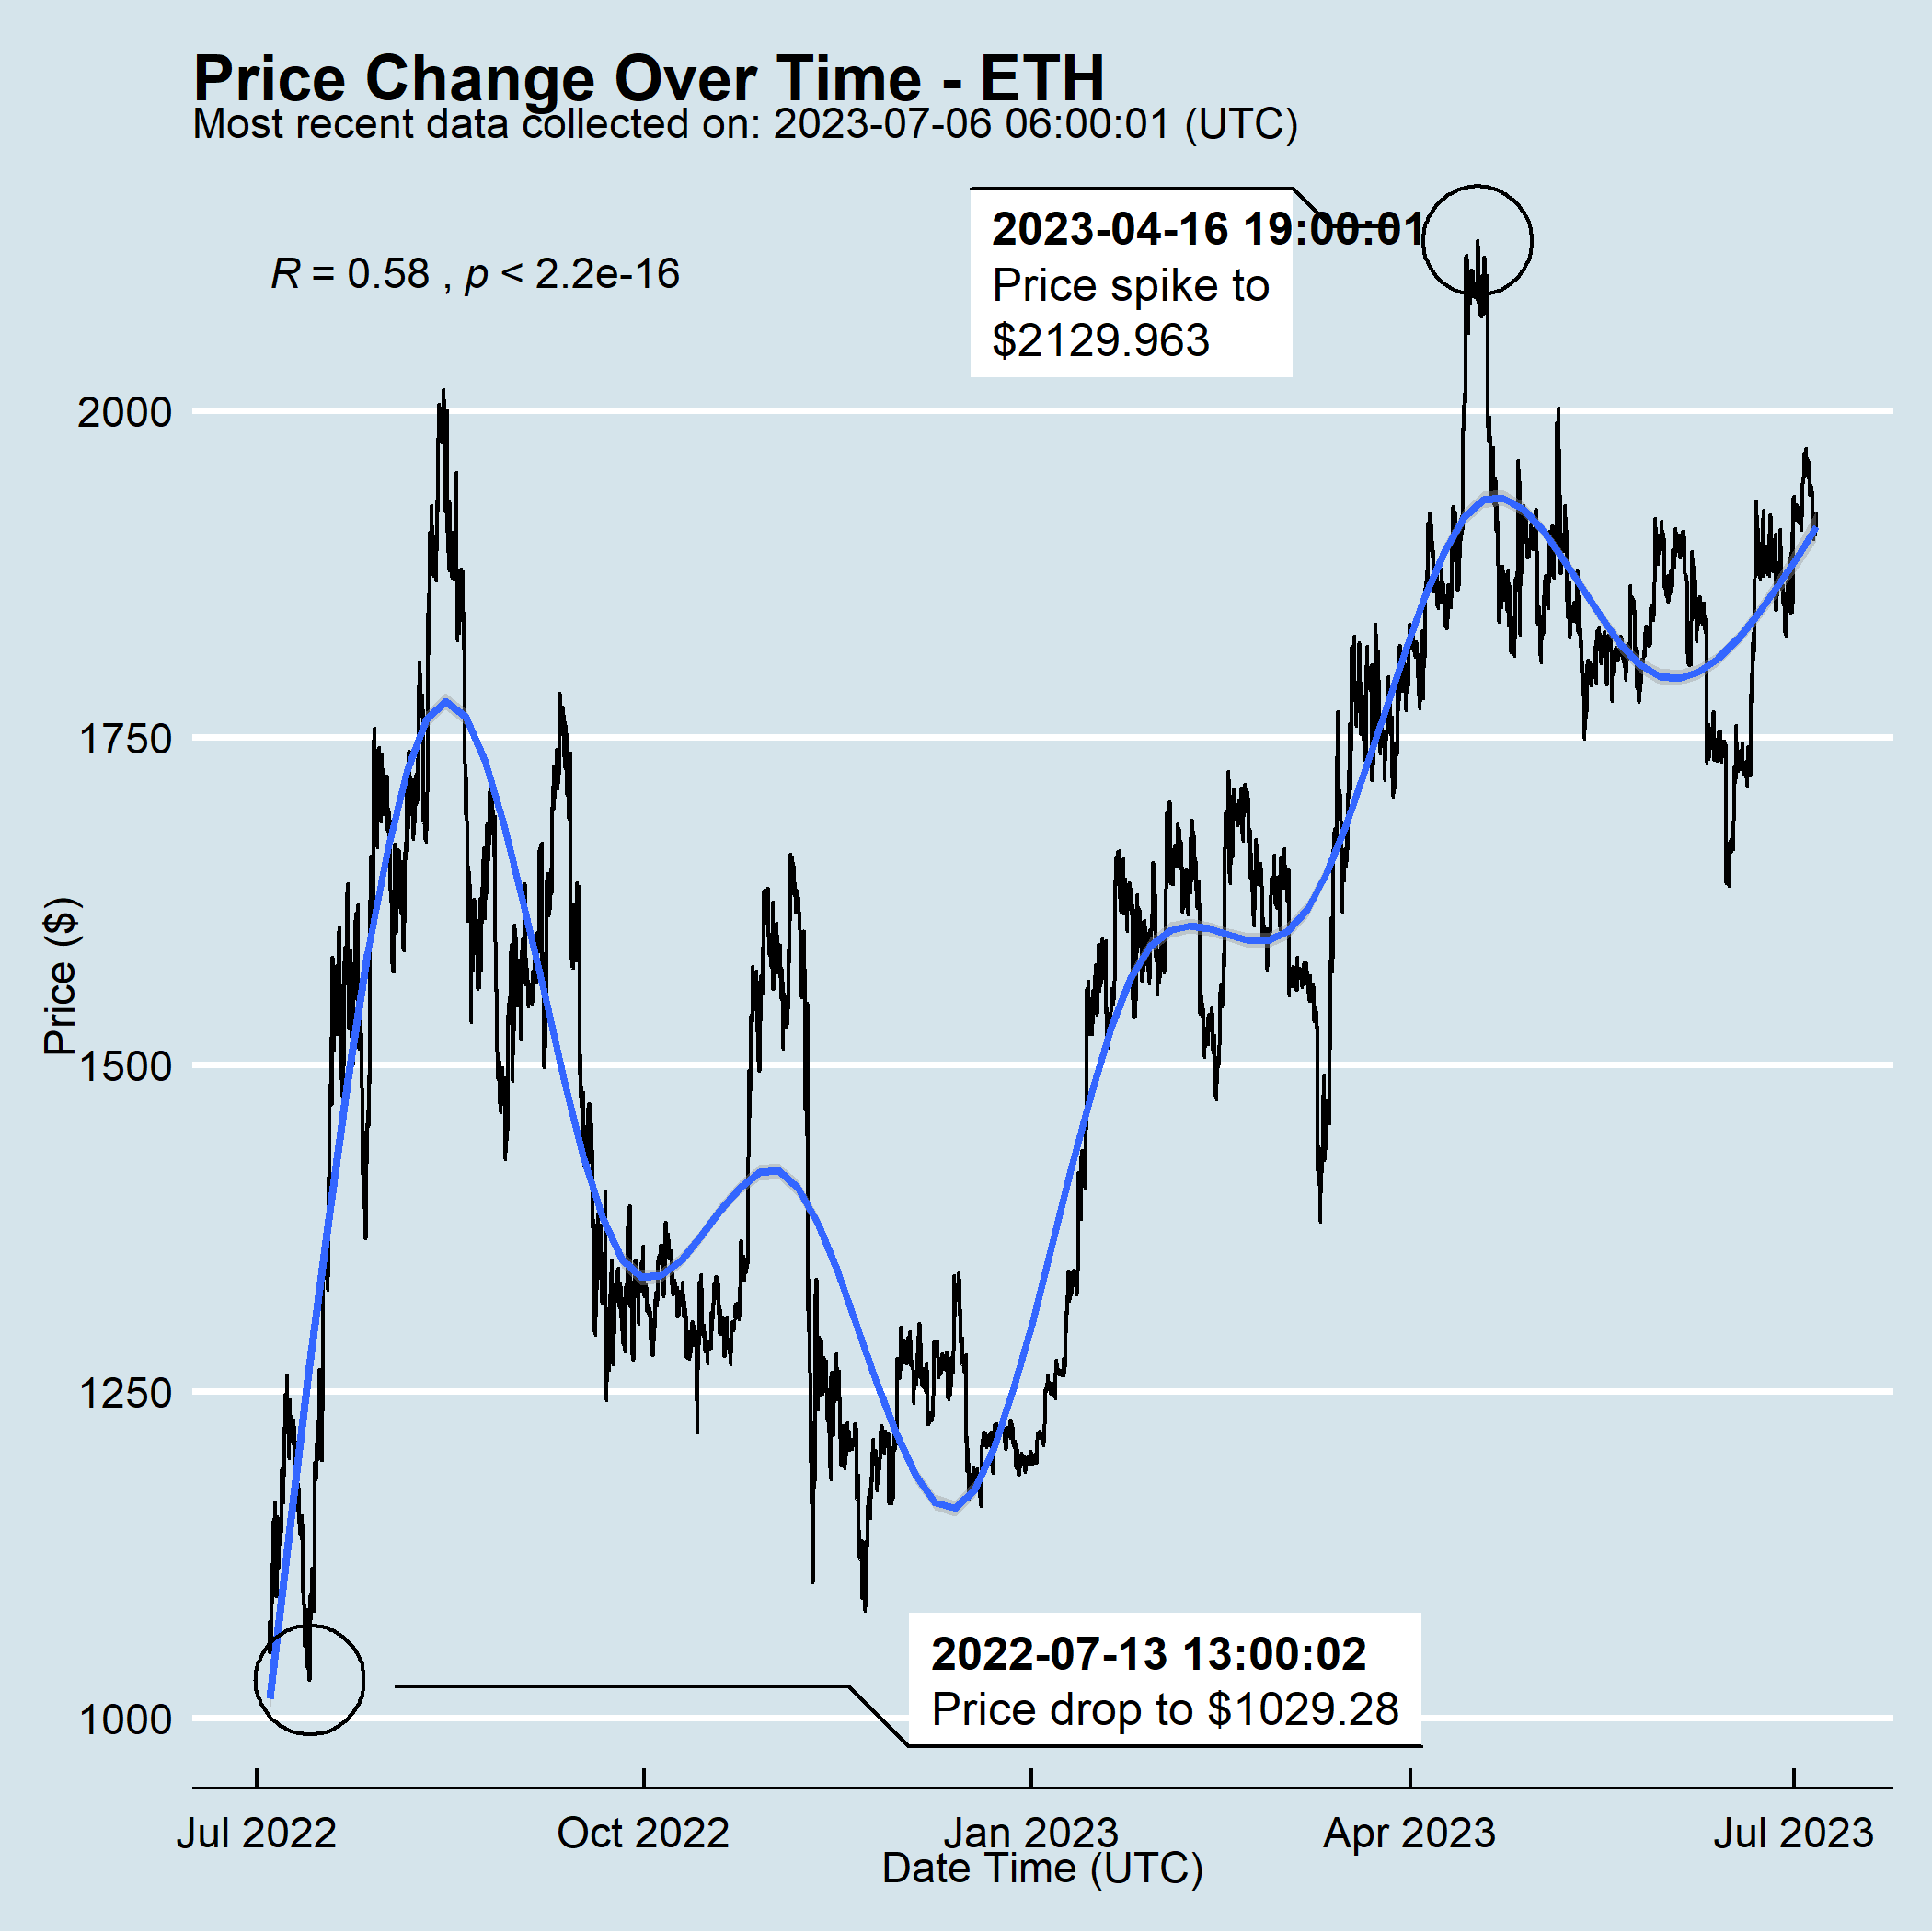 Price Change Over Time - ETH
Most recent data collected on: 2023-07-06 06:00:01 (UTC)
R = 0.58 , p < 2.2e-16
2023-04-16 19:00:01
Price spike to
$2129.963
2000
1750
1500
1250
1000
Price ($)
2022-07-13 13:00:02
Price drop to $1029.28
Jul 2022
Oct 2022
Jan 2023
Apr 2023
Jul 2023
Date Time (UTC)